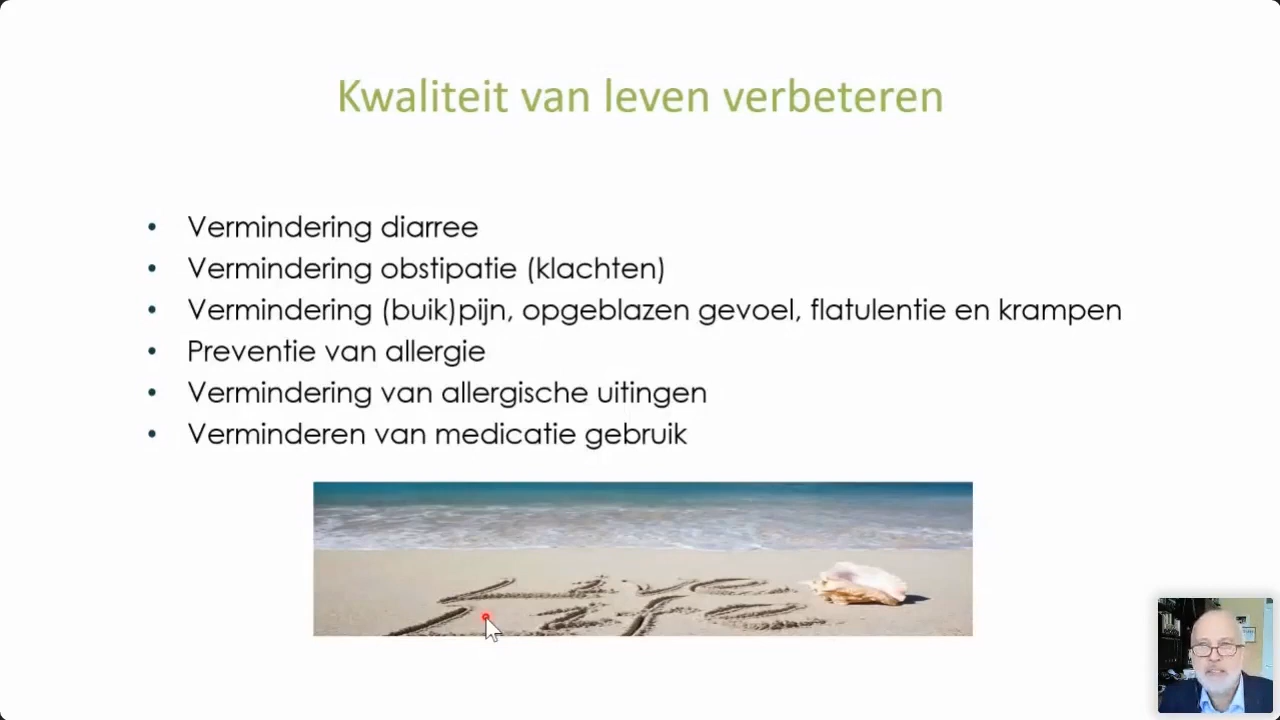 Kwaliteit van leven verbeteren
• Vermindering diarree
• Vermindering obstipatie (klachten)
• Vermindering (buik)pijn, opgeblazen gevoel, flatulentie en krampen
• Preventie van allergie
• Vermindering van allergische uitingen
• Verminderen van medicatie gebruik
Live
Life